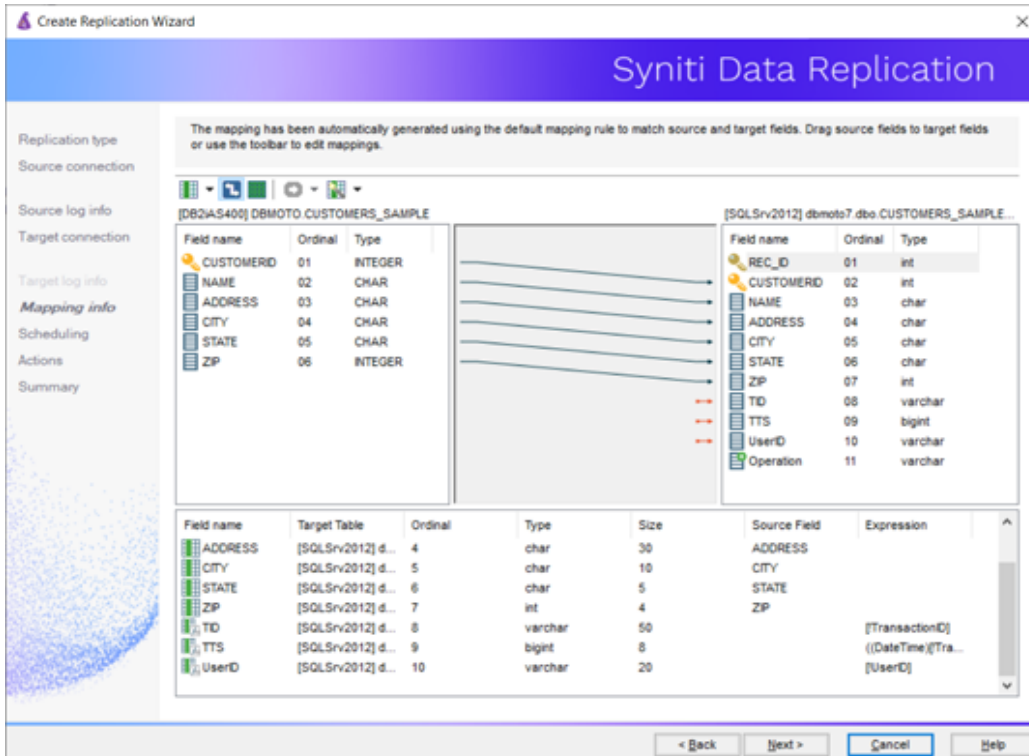 Create Replication Wizard
Syniti Data Replication
Replication type
Source connection
Source log info
Target connection
Target log info
Mapping info
Scheduling
Actions
Summary
The mapping has been automatically generated using the default mapping rule to match source and target fields. Drag source fields to target fields
or use the toolbar to edit mappings.
[DB2iAS400] DBMOTO.CUSTOMERS_SAMPLE
Field name Ordinal Type
CUSTOMERID 01 INTEGER
NAME 02 CHAR
ADDRESS 03 CHAR
CITY 04 CHAR
STATE 05 CHAR
ZIP 06 INTEGER
[SQLSrv2012] dbmoto7.dbo.CUSTOMERS_SAMPLE...
Field name Ordinal Type
REC_ID 01 int
CUSTOMERID 02 int
NAME 03 char
ADDRESS 04 char
CITY 05 char
STATE 06 char
ZIP 07 int
TID 08 varchar
TTS 09 bigint
UserID 10 varchar
Operation 11 varchar
Field name Target Table Ordinal Type Size Source Field Expression
ADDRESS [SQLSrv2012] d... 4 char 30 ADDRESS
CITY [SQLSrv2012] d... 5 char 10 CITY
STATE [SQLSrv2012] d... 6 char 5 STATE
ZIP [SQLSrv2012] d... 7 int 4 ZIP
TID [SQLSrv2012] d... 8 varchar 50 [!TransactionID]
TTS [SQLSrv2012] d... 9 bigint 8 ((DateTime)[!Tra...
UserID [SQLSrv2012] d... 10 varchar 20 [!UserID]
< Back Next > Cancel Help